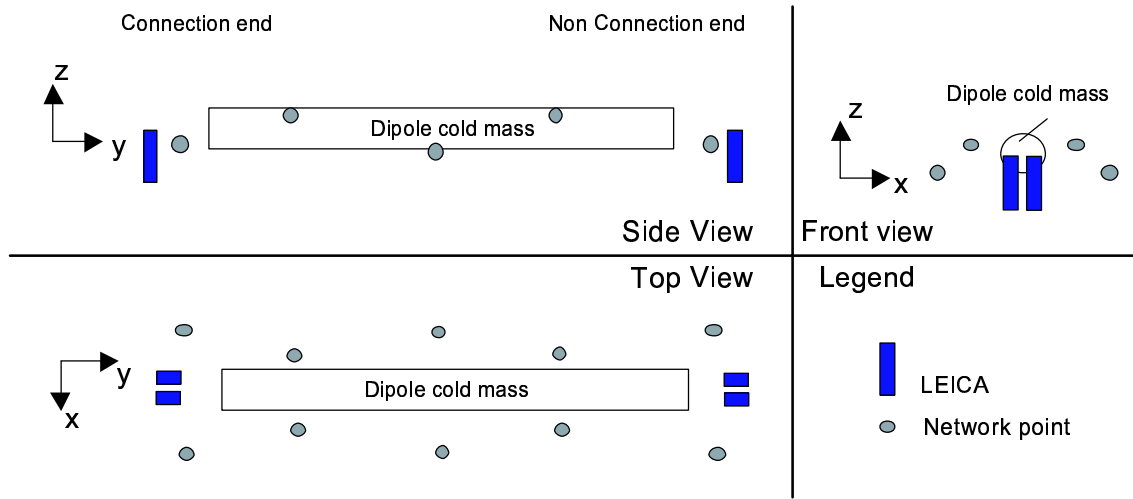 Connection end
Non Connection end
z
y
Dipole cold mass
Side View
Dipole cold mass
z
x
Front view
Top View
y
x
Dipole cold mass
Legend
LEICA
Network point